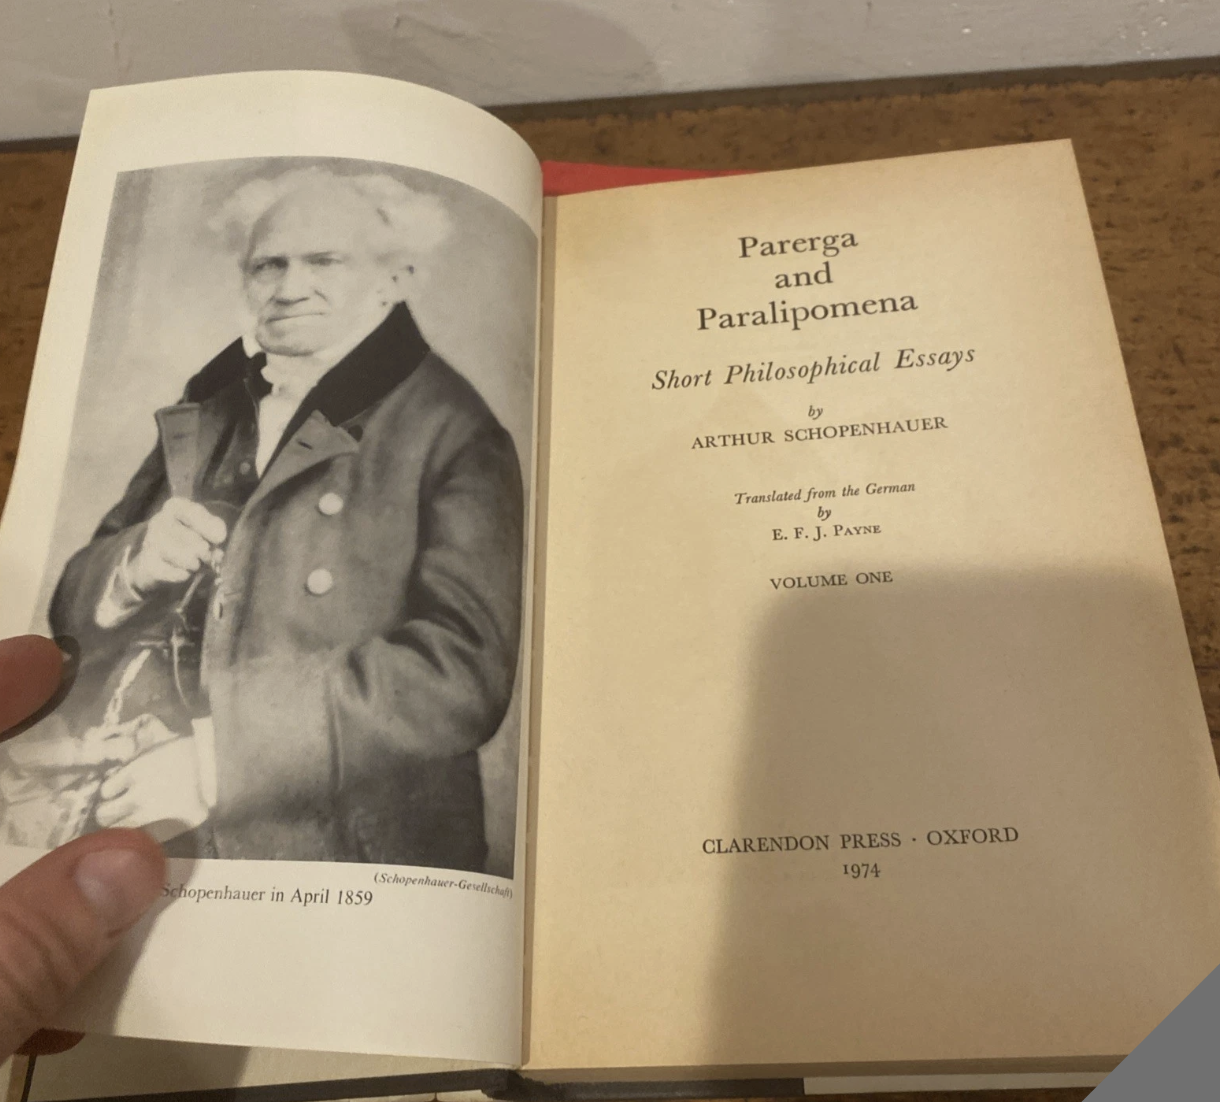 (Schopenhauer-Gesellschaft)
Schopenhauer in April 1859
Parerga
and
Paralipomena
Short Philosophical Essays
by
ARTHUR SCHOPENHAUER
Translated from the German
by
E. F. J. PAYNE
VOLUME ONE
CLARENDON PRESS · OXFORD
1974